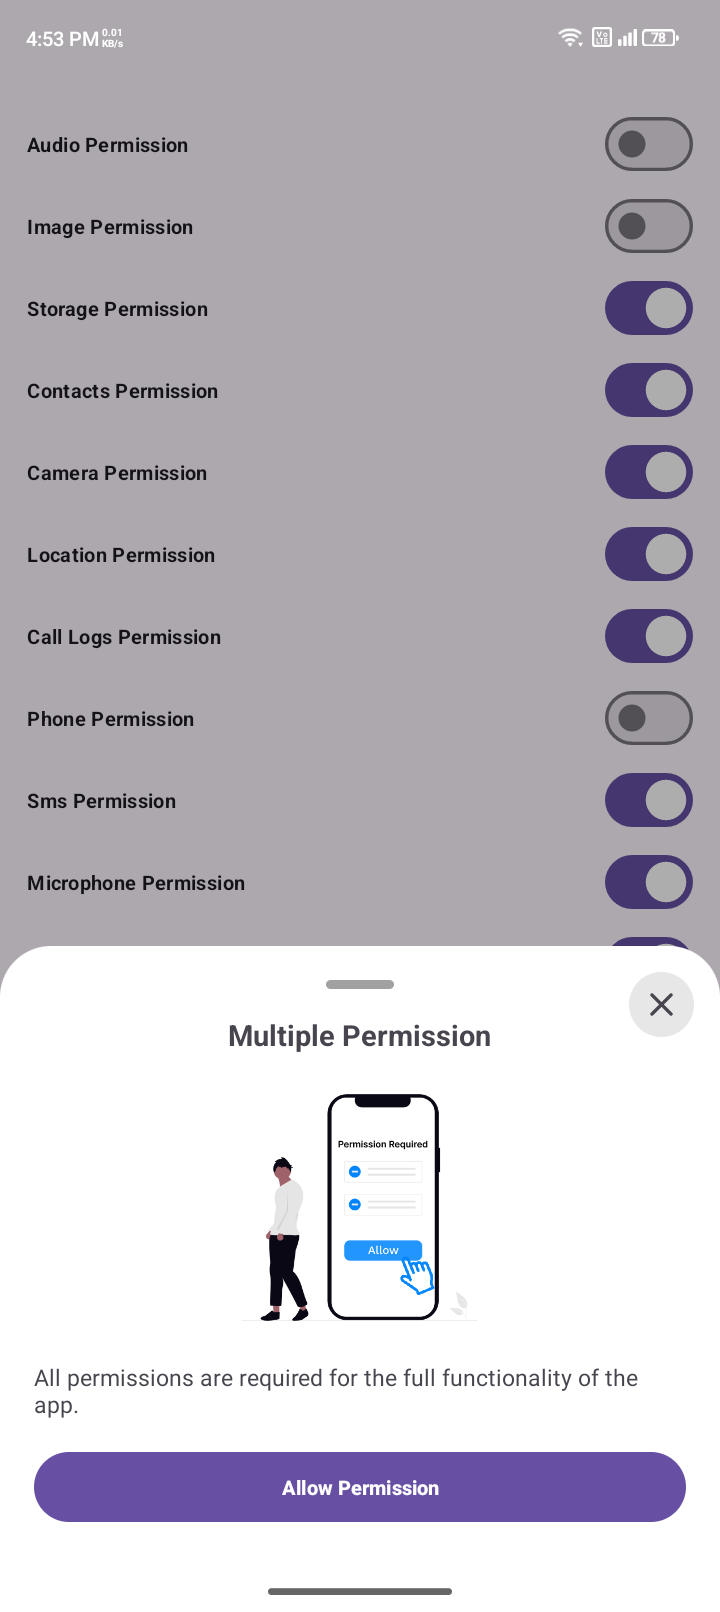 4:53 PM 0.01 KB/s Vo LTE 78
Audio Permission
Image Permission
Storage Permission
Contacts Permission
Camera Permission
Location Permission
Call Logs Permission
Phone Permission
Sms Permission
Microphone Permission
Multiple Permission
Permission Required
Allow
All permissions are required for the full functionality of the
app.
Allow Permission